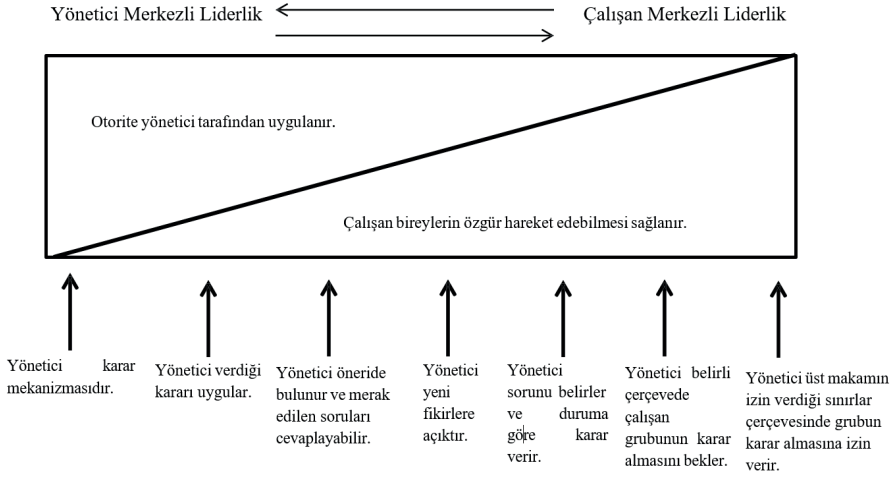 Yönetici Merkezli Liderlik
Çalışan Merkezli Liderlik
Otorite yönetici tarafından uygulanır.
Çalışan bireylerin özgür hareket edebilmesi sağlanır.
Yönetici karar
mekanizmasıdır.
Yönetici verdiği
kararı uygular.
Yönetici öneride
bulunur ve merak
edilen soruları
cevaplayabilir.
Yönetici
yeni
fikirlere
açıktır.
Yönetici
sorunu belirler
ve duruma
göre karar
verir.
Yönetici belirli
çerçevede
çalışan
grubunun karar
almasını bekler.
Yönetici üst makamın
izin verdiği sınırlar
çerçevesinde grubun
karar almasına izin
verir.